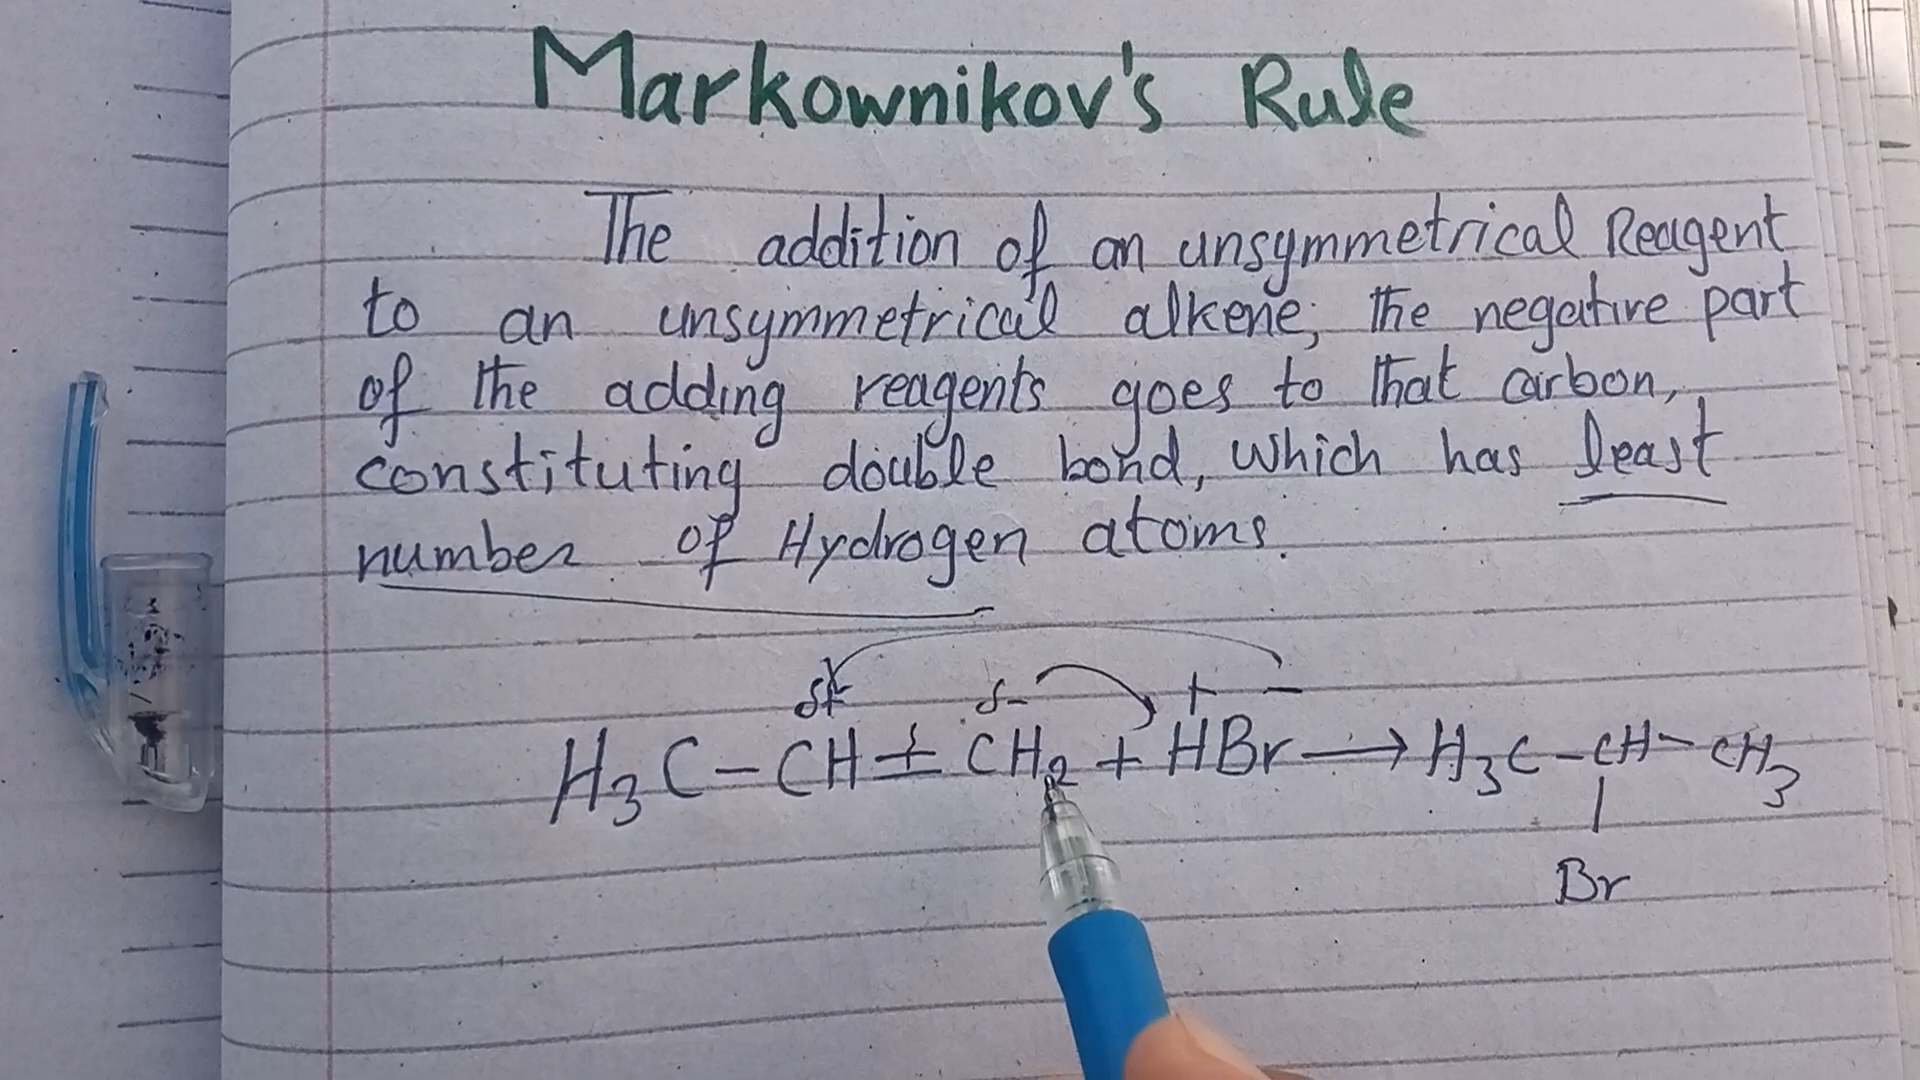 Markownikov's Rule
The addition of an unsymmetrical Reagent
to an unsymmetrical alkene; the negative part
of the adding reagents goes to that carbon,
constituting double bond, which has least
number of Hydrogen atoms.
δ+ δ- + -
H₃C-CH=CH₂+HBr→H₃C-CH-CH₃
|
Br